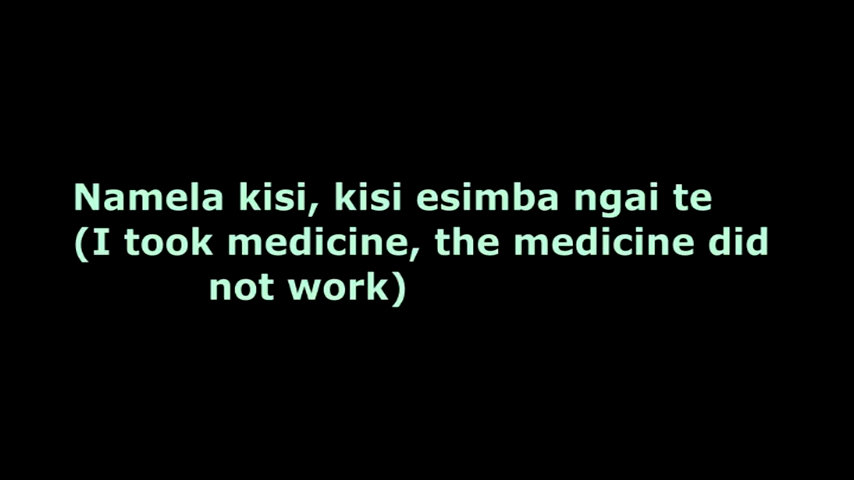 Namela kisi, kisi esimba ngai te
(I took medicine, the medicine did
not work)